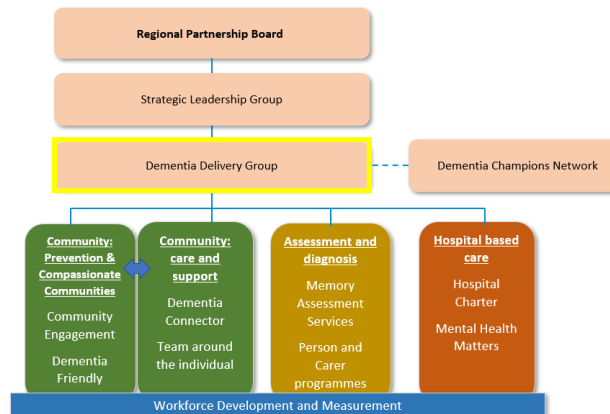 Regional Partnership Board
Strategic Leadership Group
Dementia Delivery Group
Dementia Champions Network
Community:
Prevention &
Compassionate
Communities
Community
Engagement
Dementia
Friendly
Community:
care and
support
Dementia
Connector
Team around
the individual
Assessment and
diagnosis
Memory
Assessment
Services
Person and
Carer
programmes
Hospital based
care
Hospital
Charter
Mental Health
Matters
Workforce Development and Measurement